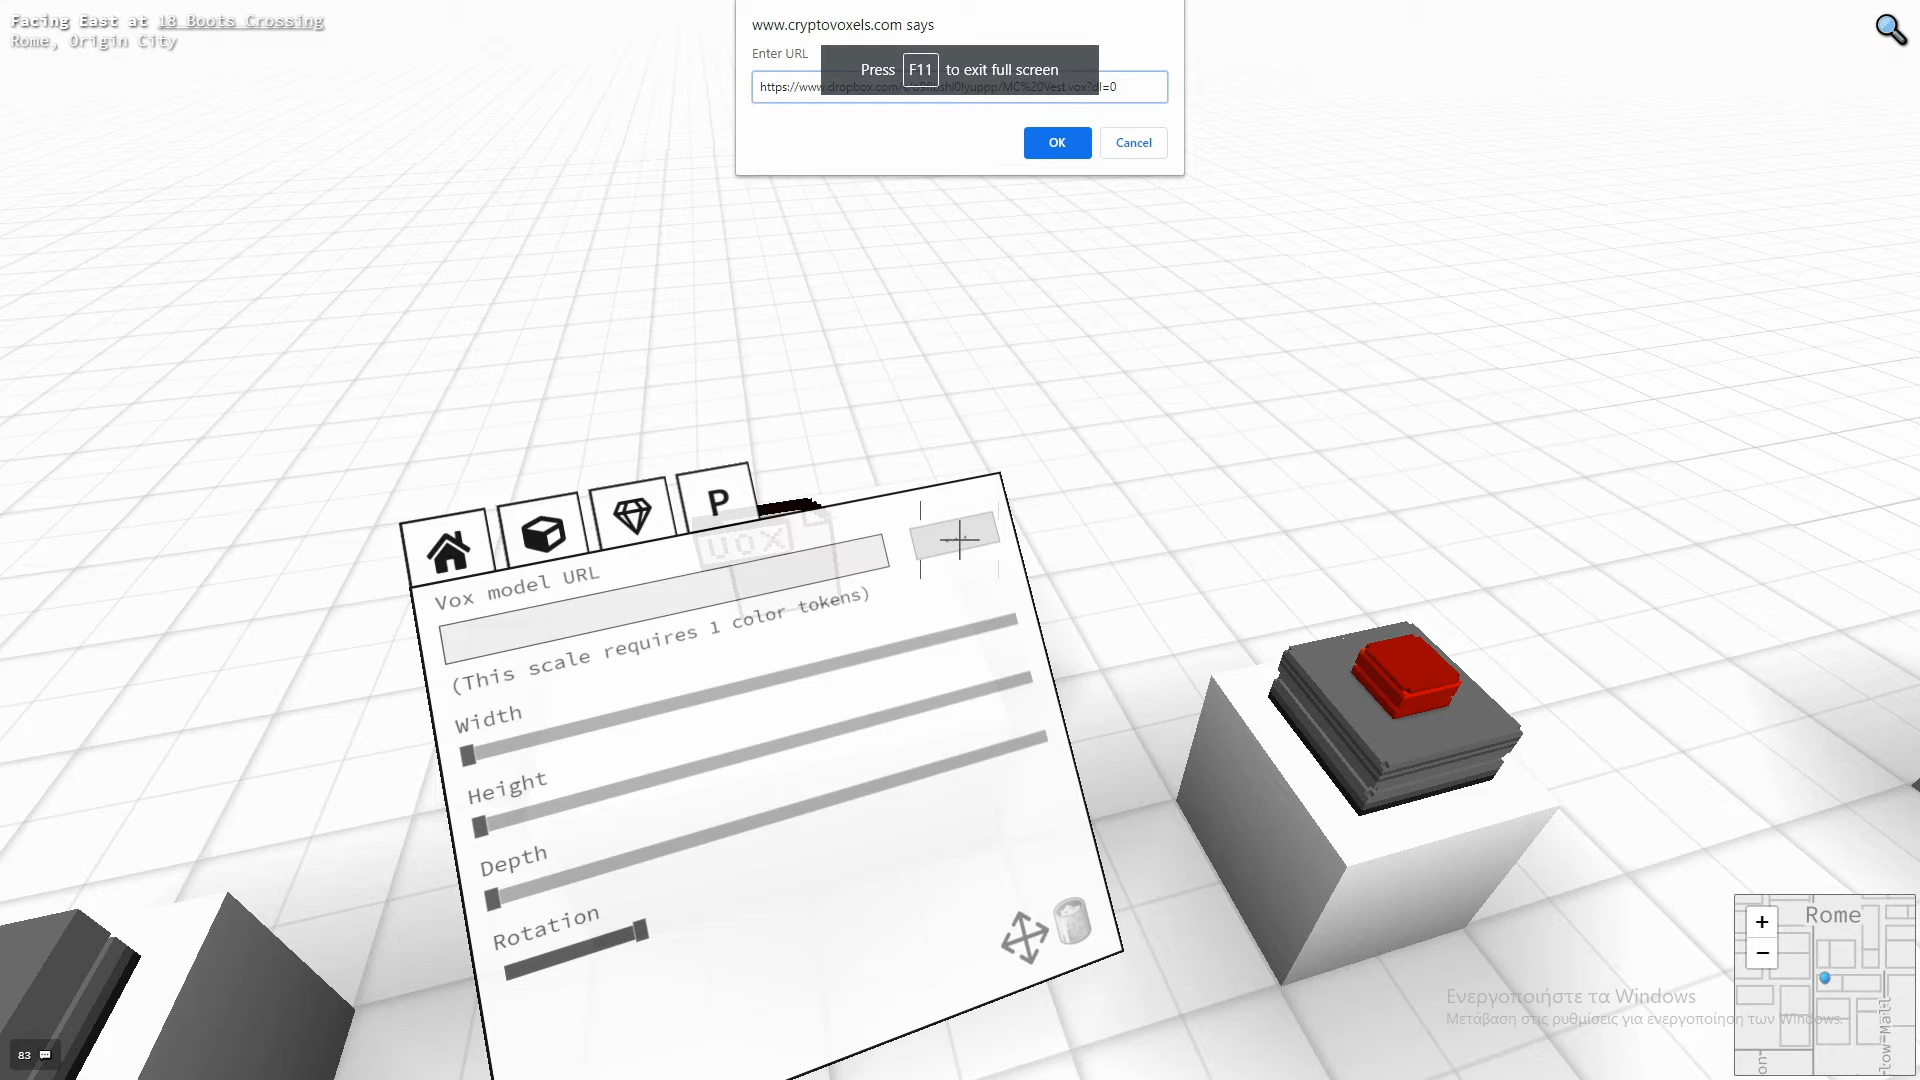 Facing East at 18 Boots Crossing
Rome, Origin City
www.cryptovoxels.com says
Enter URL
Press F11 to exit full screen
OK
Cancel
P
VOX
Vox model URL
(This scale requires 1 color tokens)
Width
Height
Depth
Rotation
+
−
Rome
Ενεργοποιήστε τα Windows
Μετάβαση στις ρυθμίσεις για ενεργοποίηση των Windows.
83